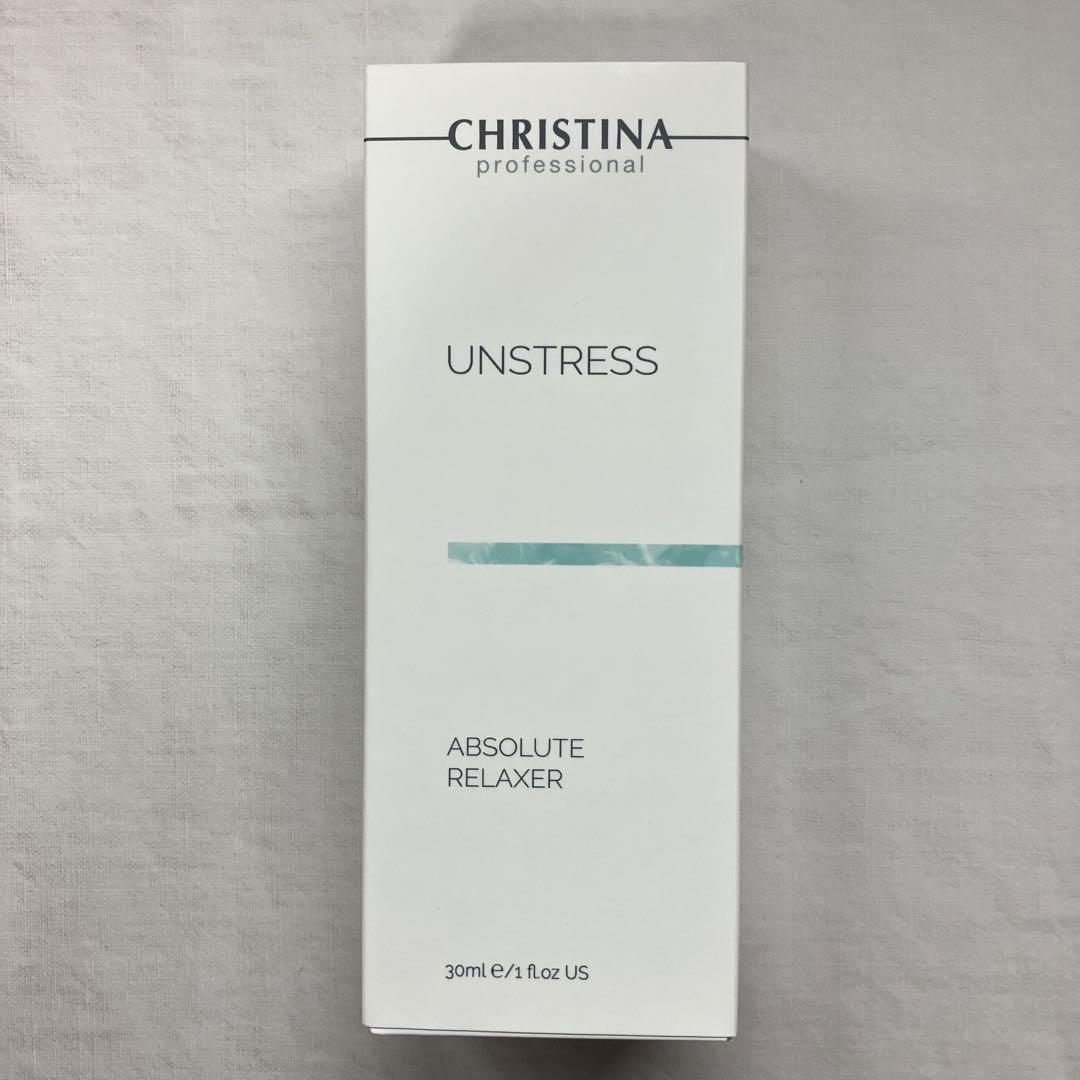 CHRISTINA
professional
UNSTRESS
ABSOLUTE
RELAXER
30ml ℮/1 fl.oz US